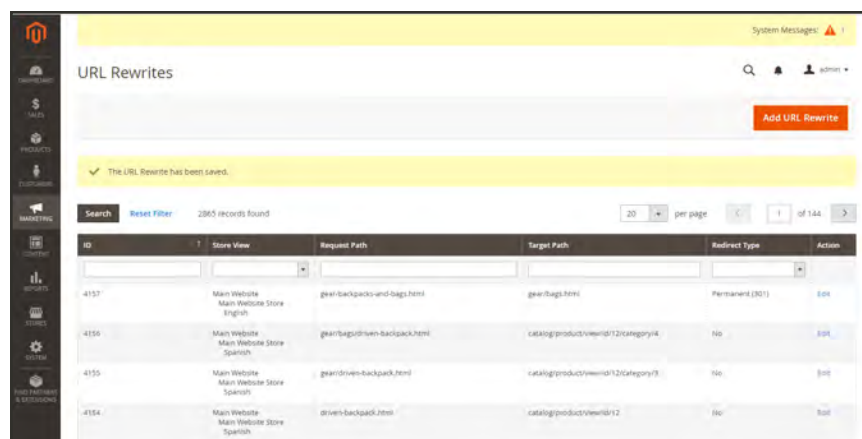 System Messages: 1
URL Rewrites
admin
Add URL Rewrite
The URL Rewrite has been saved.
Search Reset Filter 2865 records found 20 per page 1 of 144
ID Store View Request Path Target Path Redirect Type Action
4157 Main Website gear-backpacks-and-bags.html gear/bags.html Permanent (301) Edit
Main Website Store
English
4156 Main Website gear/bags/driven-backpack.html catalog/product/view/id/12/category/4 No Edit
Main Website Store
Spanish
4155 Main Website gear/driven-backpack.html catalog/product/view/id/12/category/3 No Edit
Main Website Store
Spanish
4154 Main Website driven-backpack.html catalog/product/view/id/12 No Edit
Main Website Store
Spanish
DASHBOARD
SALES
PRODUCTS
CUSTOMERS
MARKETING
CONTENT
REPORTS
STORES
SYSTEM
FIND PARTNERS
& EXTENSIONS